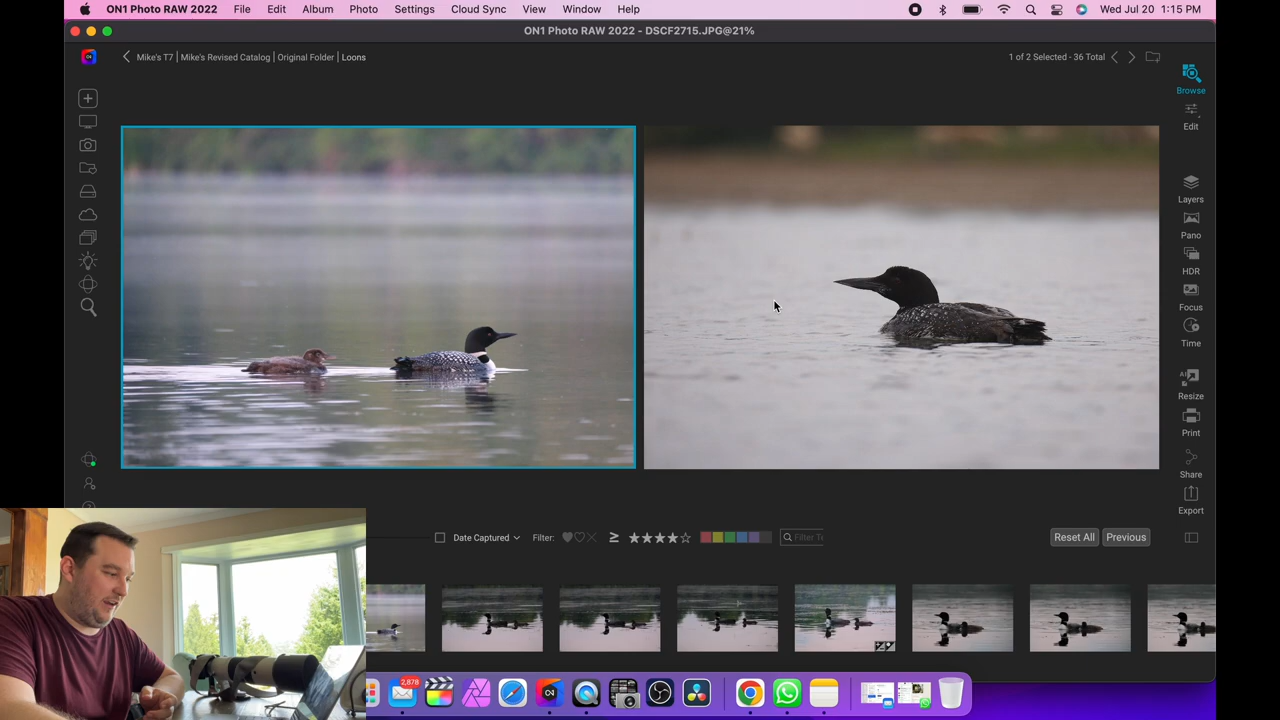 ON1 Photo RAW 2022 File Edit Album Photo Settings Cloud Sync View Window Help Wed Jul 20 1:15 PM
ON1 Photo RAW 2022 - DSCF2715.JPG@21%
Mike's T7 | Mike's Revised Catalog | Original Folder | Loons
1 of 2 Selected - 36 Total
Browse
Edit
Layers
Pano
HDR
Focus
Time
Resize
Print
Share
Export
Date Captured Filter: Filter Reset All Previous
2,878